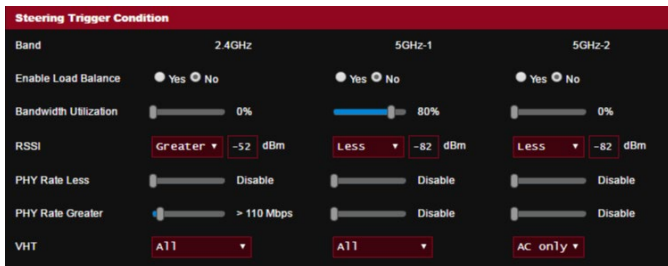 Steering Trigger Condition
Band 2.4GHz 5GHz-1 5GHz-2
Enable Load Balance Yes No Yes No Yes No
Bandwidth Utilization 0% 80% 0%
RSSI Greater -52 dBm Less -82 dBm Less -82 dBm
PHY Rate Less Disable Disable Disable
PHY Rate Greater > 110 Mbps Disable Disable
VHT All All AC only